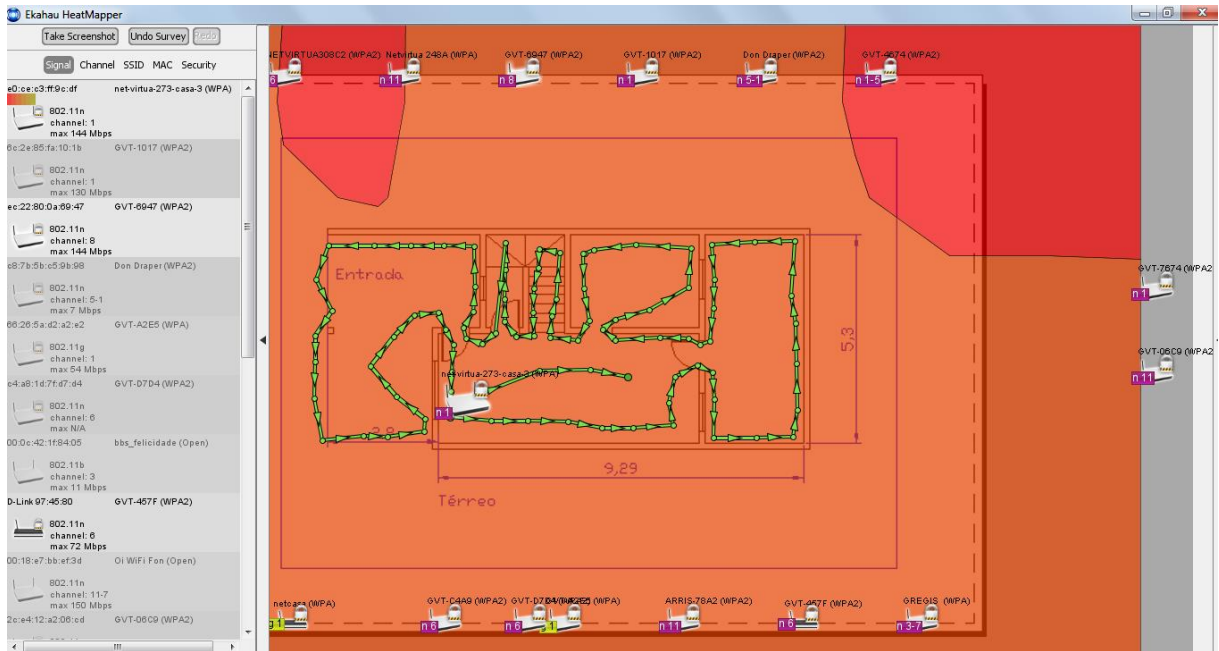 Ekahau HeatMapper
Take Screenshot Undo Survey Redo
Signal Channel SSID MAC Security
e0:ce:c3:ff:9c:df net-virtua-273-casa-3 (WPA)
802.11n
channel: 1
max 144 Mbps
6c:2e:85:fa:10:1b GVT-1017 (WPA2)
802.11n
channel: 1
max 130 Mbps
ec:22:80:0a:69:47 GVT-6947 (WPA2)
802.11n
channel: 8
max 144 Mbps
c8:7b:5b:c5:9b:98 Don Draper (WPA2)
802.11n
channel: 5-1
max 7 Mbps
66:26:5a:d2:a2:e2 GVT-A2E5 (WPA)
802.11g
channel: 1
max 54 Mbps
c4:a8:1d:7f:d7:d4 GVT-D7D4 (WPA2)
802.11n
channel: 6
max N/A
00:0c:42:1f:84:05 bbs_felicidade (Open)
802.11b
channel: 3
max 11 Mbps
D-Link 97:45:80 GVT-457F (WPA2)
802.11n
channel: 6
max 72 Mbps
00:18:e7:bb:ef:3d Oi WiFi Fon (Open)
802.11n
channel: 11-7
max 150 Mbps
2c:e4:12:a2:06:cd GVT-06C9 (WPA2)
802.11n
NETVIRTUA308C2 (WPA2) Netvirtua 248A (WPA) GVT-6947 (WPA2) GVT-1017 (WPA2) Don Draper (WPA2) GVT-4674 (WPA2)
6 n 11 n 8 n 1 n 5-1 n 1-5
GVT-7674 (WPA2
n 1
GVT-06C9 (WPA2
n 11
Entrada
5,3
net-virtua-273-casa-3 (WPA)
n 1
9,29
Térreo
netcasa (WPA) GVT-C4A9 (WPA2) GVT-D7D4 (WPA) ARRIS-78A2 (WPA2) GVT-457F (WPA2) GREGIS (WPA)
g 1 n 6 n 6 g 1 n 11 n 6 n 3-7